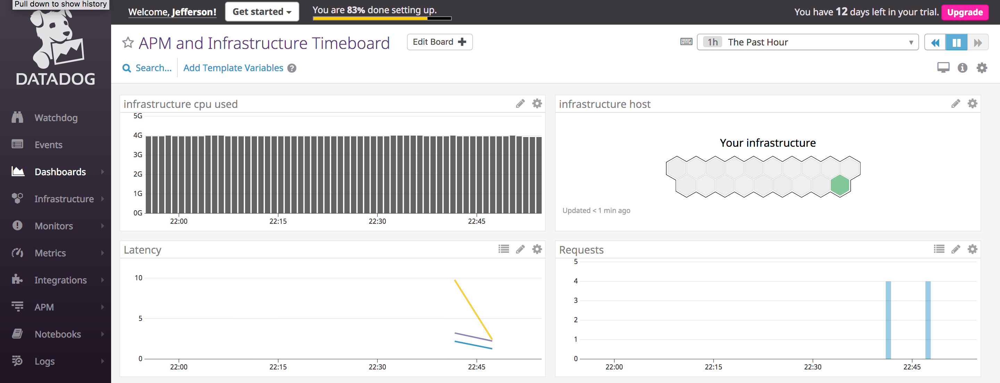 Pull down to show history
DATADOG
Welcome, Jefferson!
Get started
You are 83% done setting up.
You have 12 days left in your trial.
Upgrade
APM and Infrastructure Timeboard
Edit Board
1h The Past Hour
Search...
Add Template Variables
Watchdog
Events
Dashboards
Infrastructure
Monitors
Metrics
Integrations
APM
Notebooks
Logs
infrastructure cpu used
5G
4G
3G
2G
1G
0G
22:00 22:15 22:30 22:45
infrastructure host
Your infrastructure
Updated < 1 min ago
Latency
10
5
0
22:00 22:15 22:30 22:45
Requests
5
4
3
2
1
0
22:00 22:15 22:30 22:45